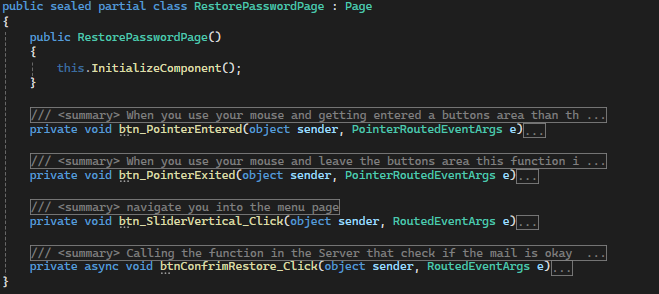 public sealed partial class RestorePasswordPage : Page
{
public RestorePasswordPage()
{
this.InitializeComponent();
}
/// <summary> When you use your mouse and getting entered a buttons area than th ...
private void btn_PointerEntered(object sender, PointerRoutedEventArgs e)...
/// <summary> When you use your mouse and leave the buttons area this function i ...
private void btn_PointerExited(object sender, PointerRoutedEventArgs e)...
/// <summary> navigate you into the menu page
private void btn_SliderVertical_Click(object sender, RoutedEventArgs e)...
/// <summary> Calling the function in the Server that check if the mail is okay ...
private async void btnConfrimRestore_Click(object sender, RoutedEventArgs e)...
}